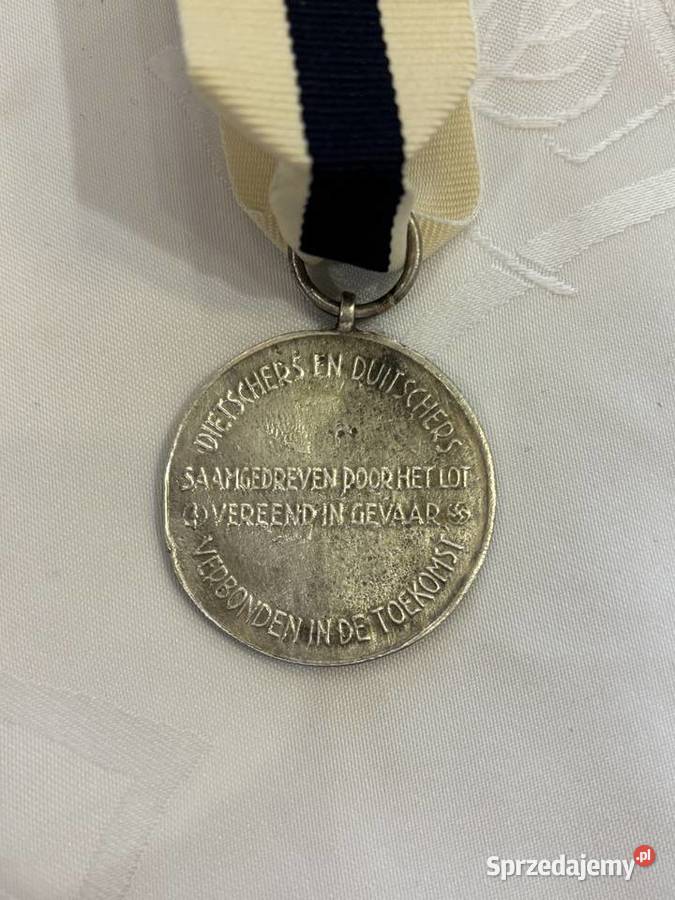 DIETSCHERS EN DUITSCHERS
SAAMGEDREVEN DOOR HET LOT
VEREEND IN GEVAAR
VERBONDEN IN DE TOEKOMST
Sprzedajemy.pl